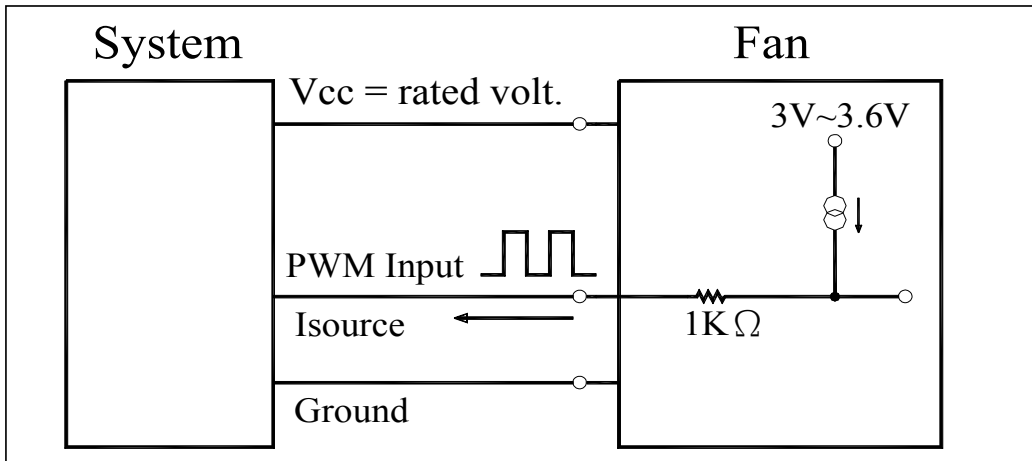 System
Fan
Vcc = rated volt.
3V~3.6V
PWM Input
Isource
1KΩ
Ground